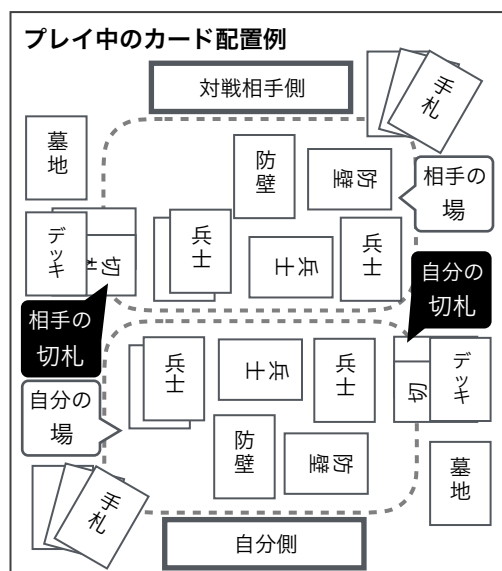 プレイ中のカード配置例
対戦相手側
手札
墓地
防壁
防壁
相手の
場
デッキ
切札
兵士
兵士
兵士
自分の
切札
相手の
切札
兵士
兵士
兵士
切
デッキ
自分の
場
防壁
防壁
墓地
手札
自分側